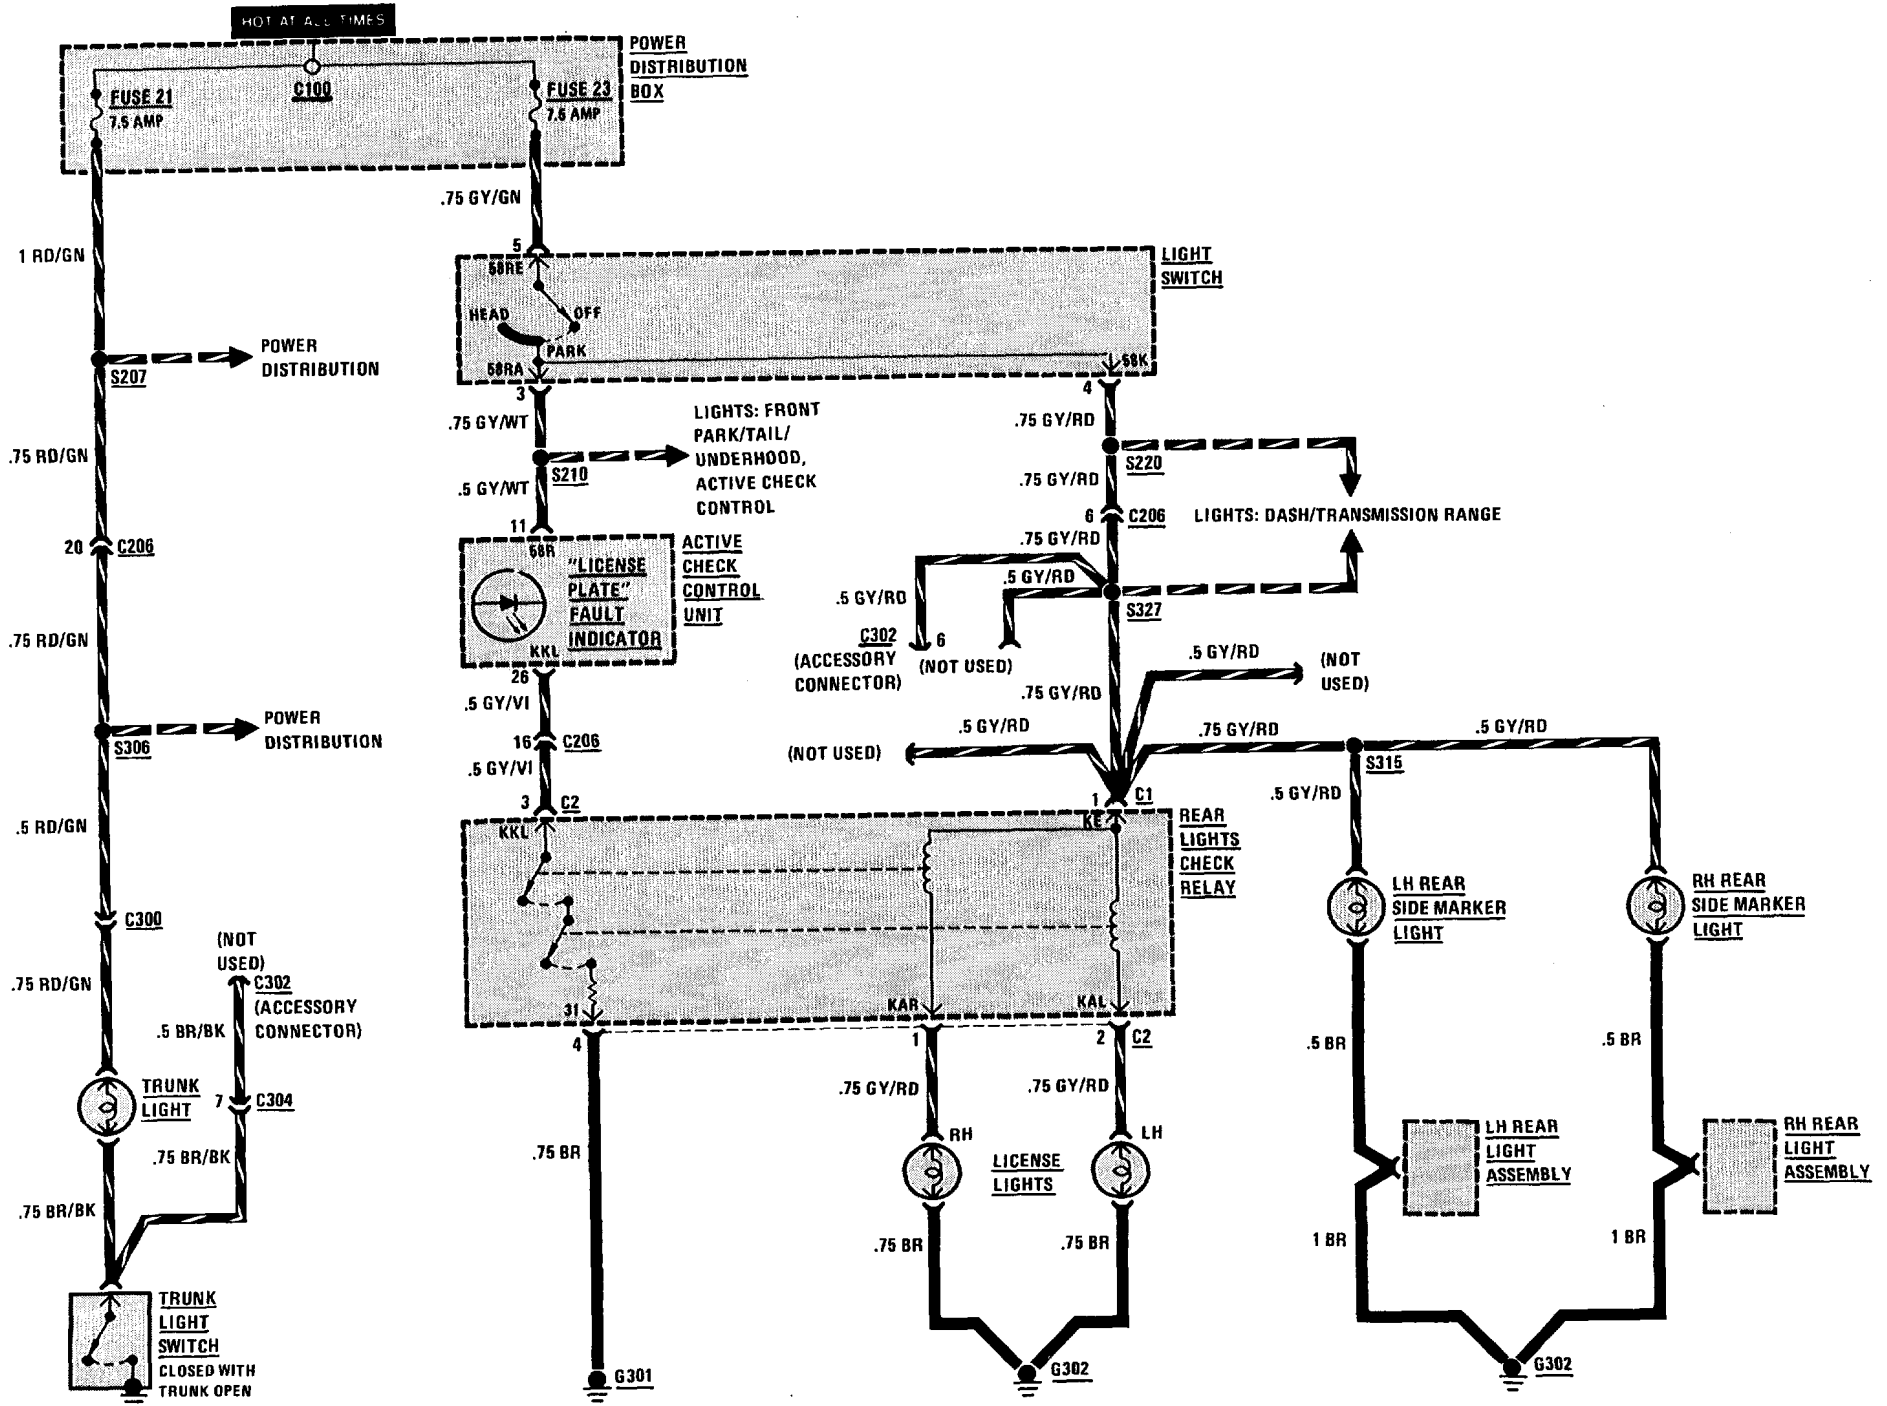 HOT AT ALL TIMES
POWER
DISTRIBUTION
BOX
FUSE 21
7.5 AMP
C100
FUSE 23
7.5 AMP
.75 GY/GN
1 RD/GN
5
58RE
LIGHT
SWITCH
HEAD
OFF
PARK
58RA
58K
S207
POWER
DISTRIBUTION
3
4
.75 GY/WT
LIGHTS: FRONT
PARK/TAIL/
UNDERHOOD,
ACTIVE CHECK
CONTROL
.75 GY/RD
.75 RD/GN
S210
.5 GY/WT
S220
.75 GY/RD
11
6
C206
LIGHTS: DASH/TRANSMISSION RANGE
20
C206
58R
"LICENSE
PLATE"
FAULT
INDICATOR
KKL
ACTIVE
CHECK
CONTROL
UNIT
.75 GY/RD
.5 GY/RD
.5 GY/RD
S327
C302
6
(ACCESSORY
CONNECTOR)
(NOT USED)
.75 RD/GN
26
.5 GY/VI
.75 GY/RD
.5 GY/RD
(NOT
USED)
S306
POWER
DISTRIBUTION
16
C206
(NOT USED)
.5 GY/RD
.75 GY/RD
.5 GY/RD
S315
.5 GY/VI
.5 GY/RD
3
C2
1
C1
.5 RD/GN
KKL
KE
REAR
LIGHTS
CHECK
RELAY
LH REAR
SIDE MARKER
LIGHT
RH REAR
SIDE MARKER
LIGHT
C300
(NOT
USED)
C302
(ACCESSORY
CONNECTOR)
.75 RD/GN
.5 BR/BK
31
KAR
KAL
4
1
2
C2
.5 BR
.5 BR
TRUNK
LIGHT
7
C304
.75 GY/RD
.75 GY/RD
RH
LH
.75 BR/BK
.75 BR
LICENSE
LIGHTS
LH REAR
LIGHT
ASSEMBLY
RH REAR
LIGHT
ASSEMBLY
.75 BR/BK
.75 BR
.75 BR
1 BR
1 BR
TRUNK
LIGHT
SWITCH
CLOSED WITH
TRUNK OPEN
G301
G302
G302